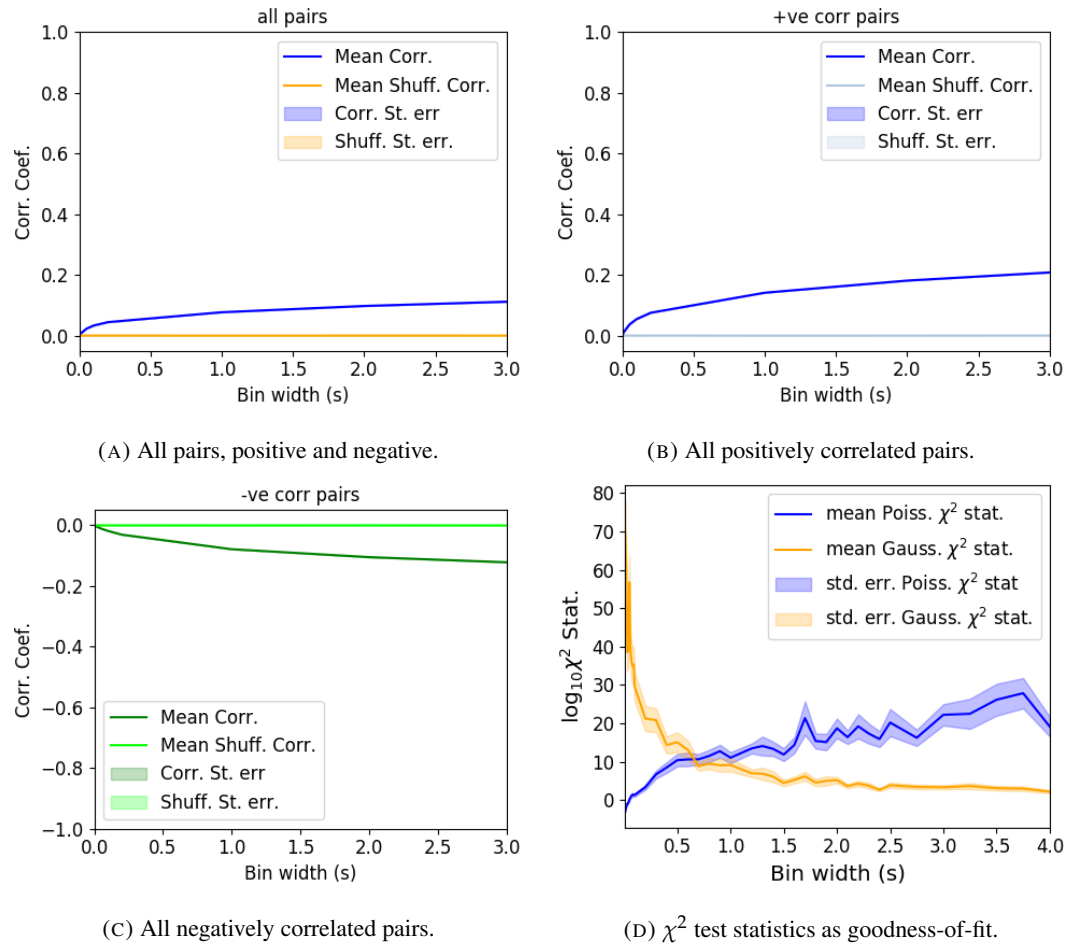 all pairs
1.0
0.8
0.6
0.4
0.2
0.0
Corr. Coef.
Mean Corr.
Mean Shuff. Corr.
Corr. St. err
Shuff. St. err.
0.0 0.5 1.0 1.5 2.0 2.5 3.0
Bin width (s)
(A) All pairs, positive and negative.
+ve corr pairs
1.0
0.8
0.6
0.4
0.2
0.0
Corr. Coef.
Mean Corr.
Mean Shuff. Corr.
Corr. St. err
Shuff. St. err.
0.0 0.5 1.0 1.5 2.0 2.5 3.0
Bin width (s)
(B) All positively correlated pairs.
-ve corr pairs
0.0
−0.2
−0.4
−0.6
−0.8
−1.0
Corr. Coef.
Mean Corr.
Mean Shuff. Corr.
Corr. St. err
Shuff. St. err.
0.0 0.5 1.0 1.5 2.0 2.5 3.0
Bin width (s)
(C) All negatively correlated pairs.
80
70
60
50
40
30
20
10
0
log₁₀χ² Stat.
mean Poiss. χ² stat.
mean Gauss. χ² stat.
std. err. Poiss. χ² stat
std. err. Gauss. χ² stat.
0.5 1.0 1.5 2.0 2.5 3.0 3.5 4.0
Bin width (s)
(D) χ² test statistics as goodness-of-fit.